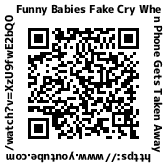 Funny Babies Fake Cry Whe
n Phone Gets Taken Away
https://www.youtube.com
/watch?v=XzU9fwE2bQ0